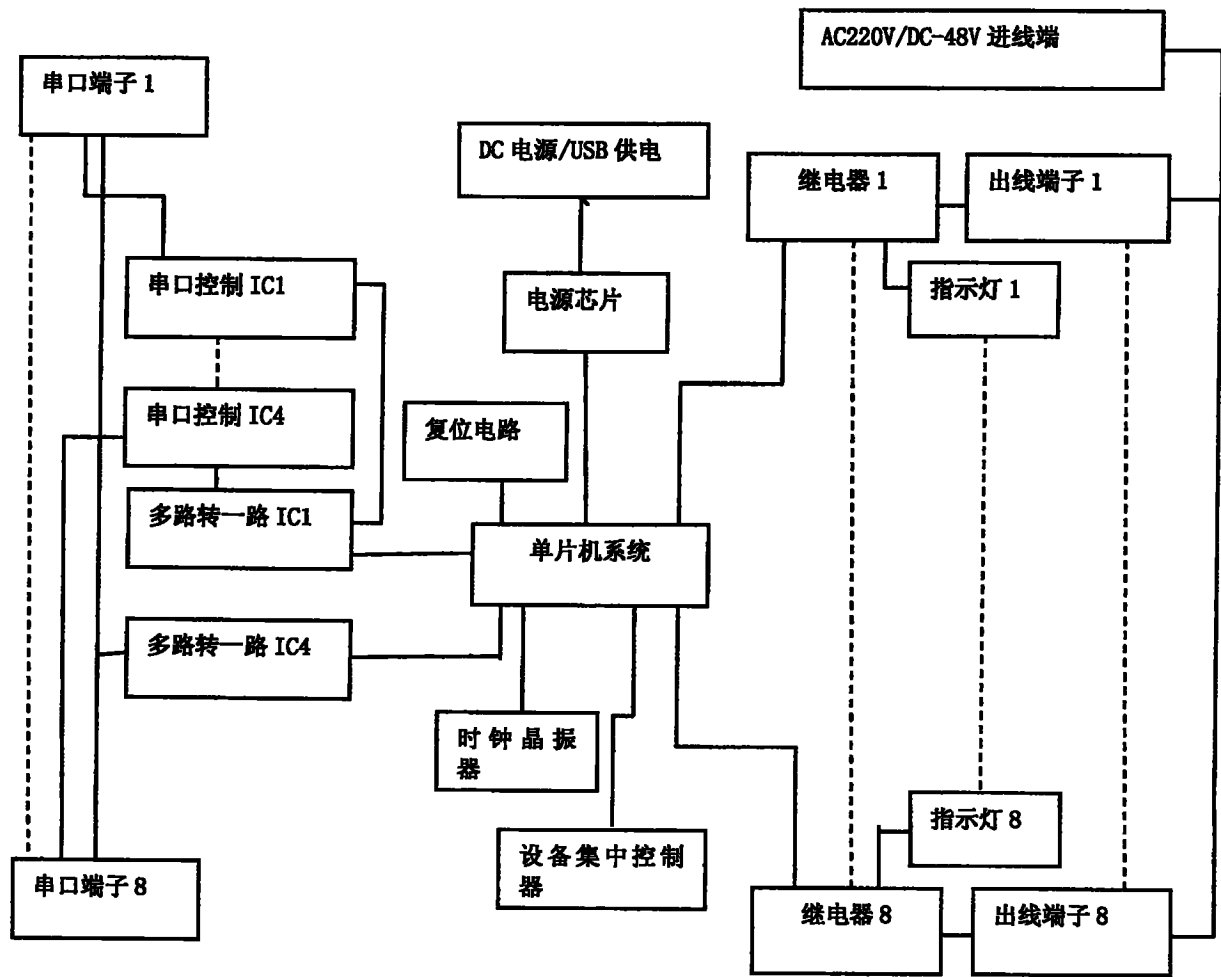 AC220V/DC-48V 进线端
串口端子 1
DC 电源/USB 供电
继电器 1
出线端子 1
串口控制 IC1
电源芯片
指示灯 1
串口控制 IC4
复位电路
多路转一路 IC1
单片机系统
多路转一路 IC4
时钟晶振
器
设备集中控制
器
指示灯 8
串口端子 8
继电器 8
出线端子 8